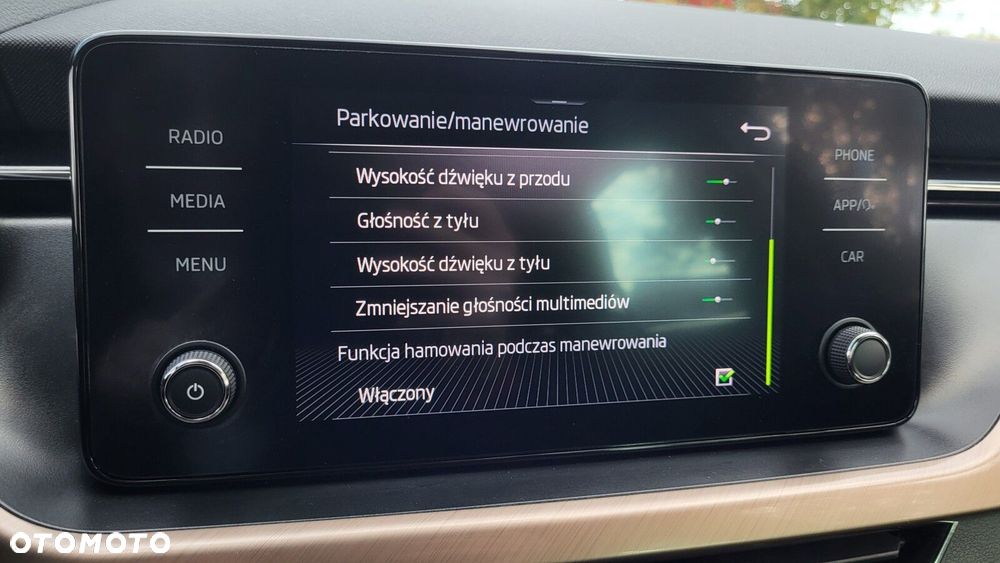 Parkowanie/manewrowanie
RADIO
PHONE
Wysokość dźwięku z przodu
MEDIA
APP/
Głośność z tyłu
MENU
Wysokość dźwięku z tyłu
CAR
Zmniejszanie głośności multimediów
Funkcja hamowania podczas manewrowania
Włączony
OTOMOTO